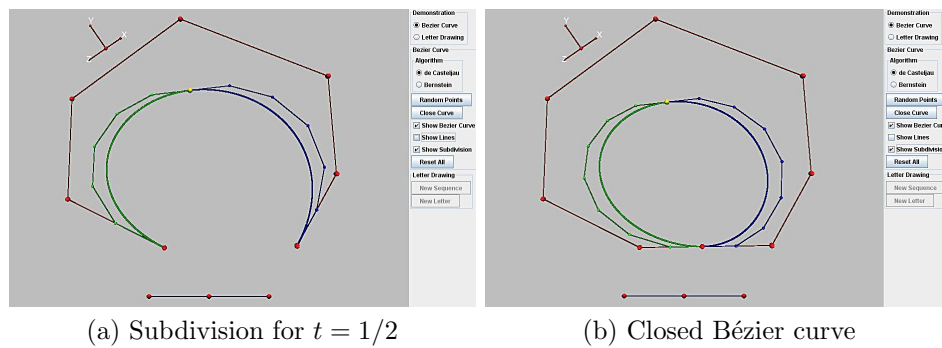 Demonstration
Bezier Curve
Letter Drawing
Bezier Curve
Algorithm
de Casteljau
Bernstein
Random Points
Close Curve
Show Bezier Curve
Show Lines
Show Subdivision
Reset All
Letter Drawing
New Sequence
New Letter
Y
X
Z
Demonstration
Bezier Curve
Letter Drawing
Bezier Curve
Algorithm
de Casteljau
Bernstein
Random Points
Close Curve
Show Bezier Cur
Show Lines
Show Subdivisio
Reset All
Letter Drawing
New Sequence
New Letter
Y
X
Z
(a) Subdivision for t = 1/2
(b) Closed Bézier curve